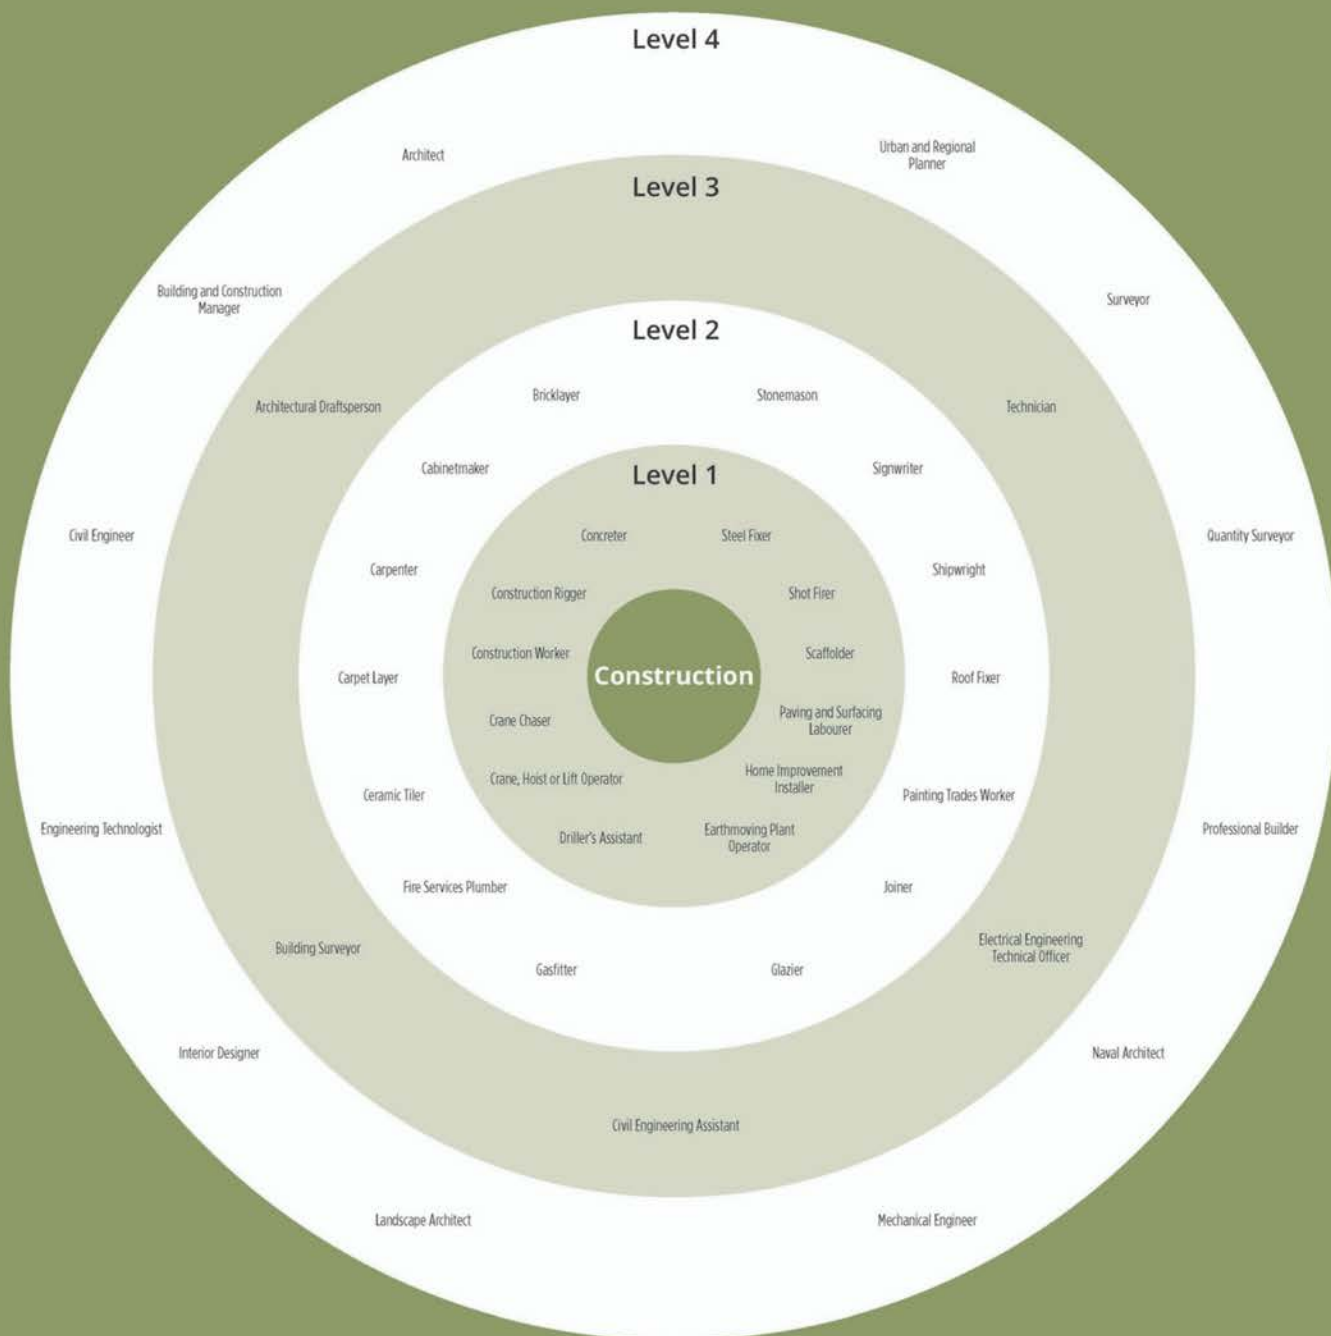 Level 4
Architect
Urban and Regional
Planner
Building and Construction
Manager
Surveyor
Civil Engineer
Quantity Surveyor
Engineering Technologist
Professional Builder
Interior Designer
Naval Architect
Landscape Architect
Mechanical Engineer
Level 3
Architectural Draftsperson
Technician
Building Surveyor
Electrical Engineering
Technical Officer
Civil Engineering Assistant
Level 2
Bricklayer
Stonemason
Cabinetmaker
Signwriter
Carpenter
Shipwright
Carpet Layer
Roof Fixer
Ceramic Tiler
Painting Trades Worker
Fire Services Plumber
Joiner
Gasfitter
Glazier
Level 1
Concreter
Steel Fixer
Construction Rigger
Shot Firer
Construction Worker
Scaffolder
Crane Chaser
Paving and Surfacing
Labourer
Crane, Hoist or Lift Operator
Home Improvement
Installer
Driller's Assistant
Earthmoving Plant
Operator
Construction